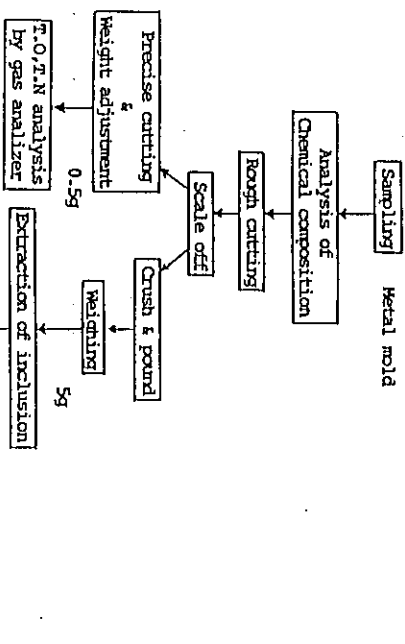 Sampling
Metal mold
Analysis of
Chemical composition
Rough cutting
Scale off
Precise cutting
&
Weight adjustment
Crush & pound
0.5g
Weighing
5g
T.O,T.N analysis
by gas analizer
Extraction of inclusion